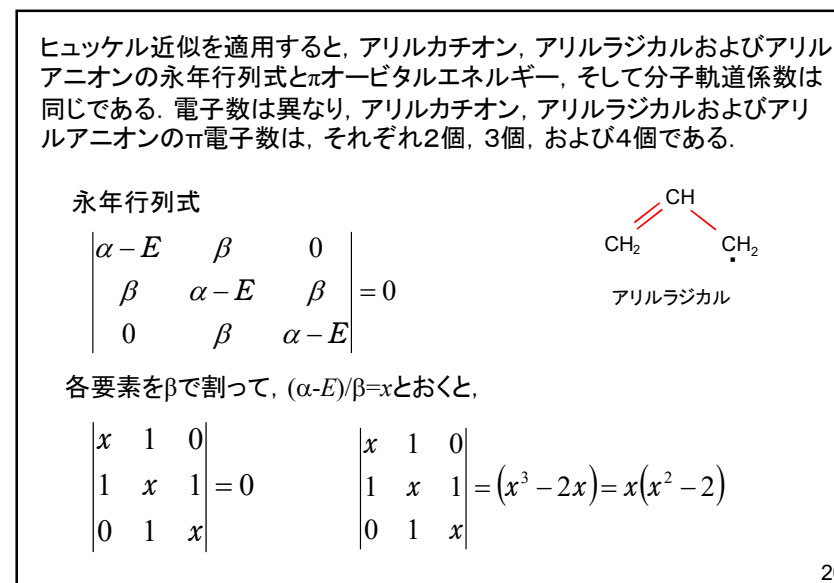 ヒュッケル近似を適用すると，アリルカチオン，アリルラジカルおよびアリル
アニオンの永年行列式とπオービタルエネルギー，そして分子軌道係数は
同じである．電子数は異なり，アリルカチオン，アリルラジカルおよびアリ
ルアニオンのπ電子数は，それぞれ２個，３個，および４個である．
永年行列式
|α−E β 0|
|β α−E β| = 0
|0 β α−E|
CH
CH₂ CH₂
·
アリルラジカル
各要素をβで割って，(α-E)/β=xとおくと，
|x 1 0| |x 1 0|
|1 x 1| = 0 |1 x 1| = (x³ − 2x) = x(x² − 2)
|0 1 x| |0 1 x|